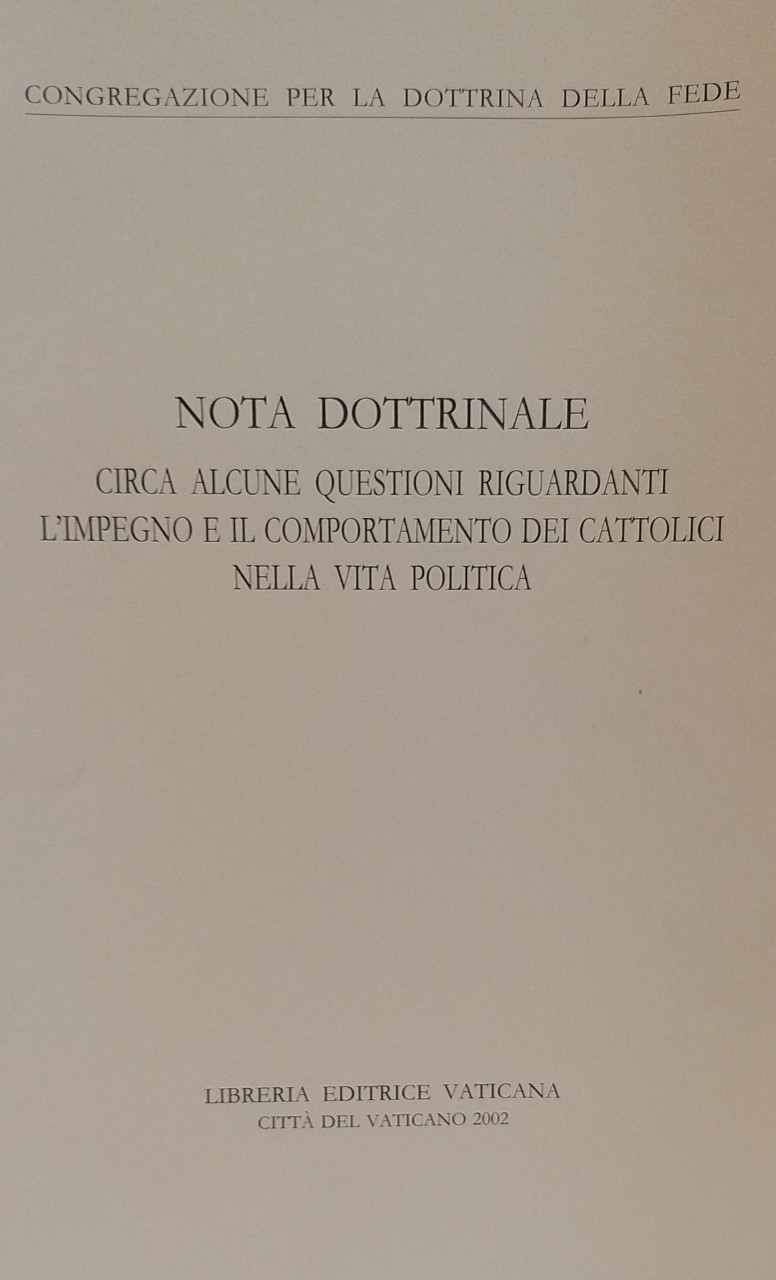 CONGREGAZIONE PER LA DOTTRINA DELLA FEDE
NOTA DOTTRINALE
CIRCA ALCUNE QUESTIONI RIGUARDANTI
L'IMPEGNO E IL COMPORTAMENTO DEI CATTOLICI
NELLA VITA POLITICA
LIBRERIA EDITRICE VATICANA
CITTÀ DEL VATICANO 2002